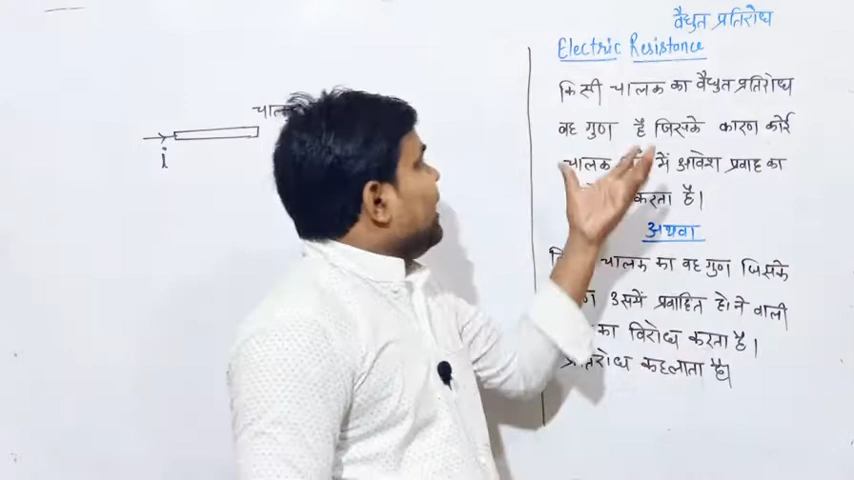 वैधुत प्रतिरोध
Electric Resistance
किसी चालक का वैधुत प्रतिरोध
वह गुण है जिसके कारण कोई
चालक में आवेश प्रवाह का
करता है।
अथवा
चालक का वह गुण जिसके
उसमें प्रवाहित होने वाली
का विरोध करता है।
प्रतिरोध कहलाता है।
i